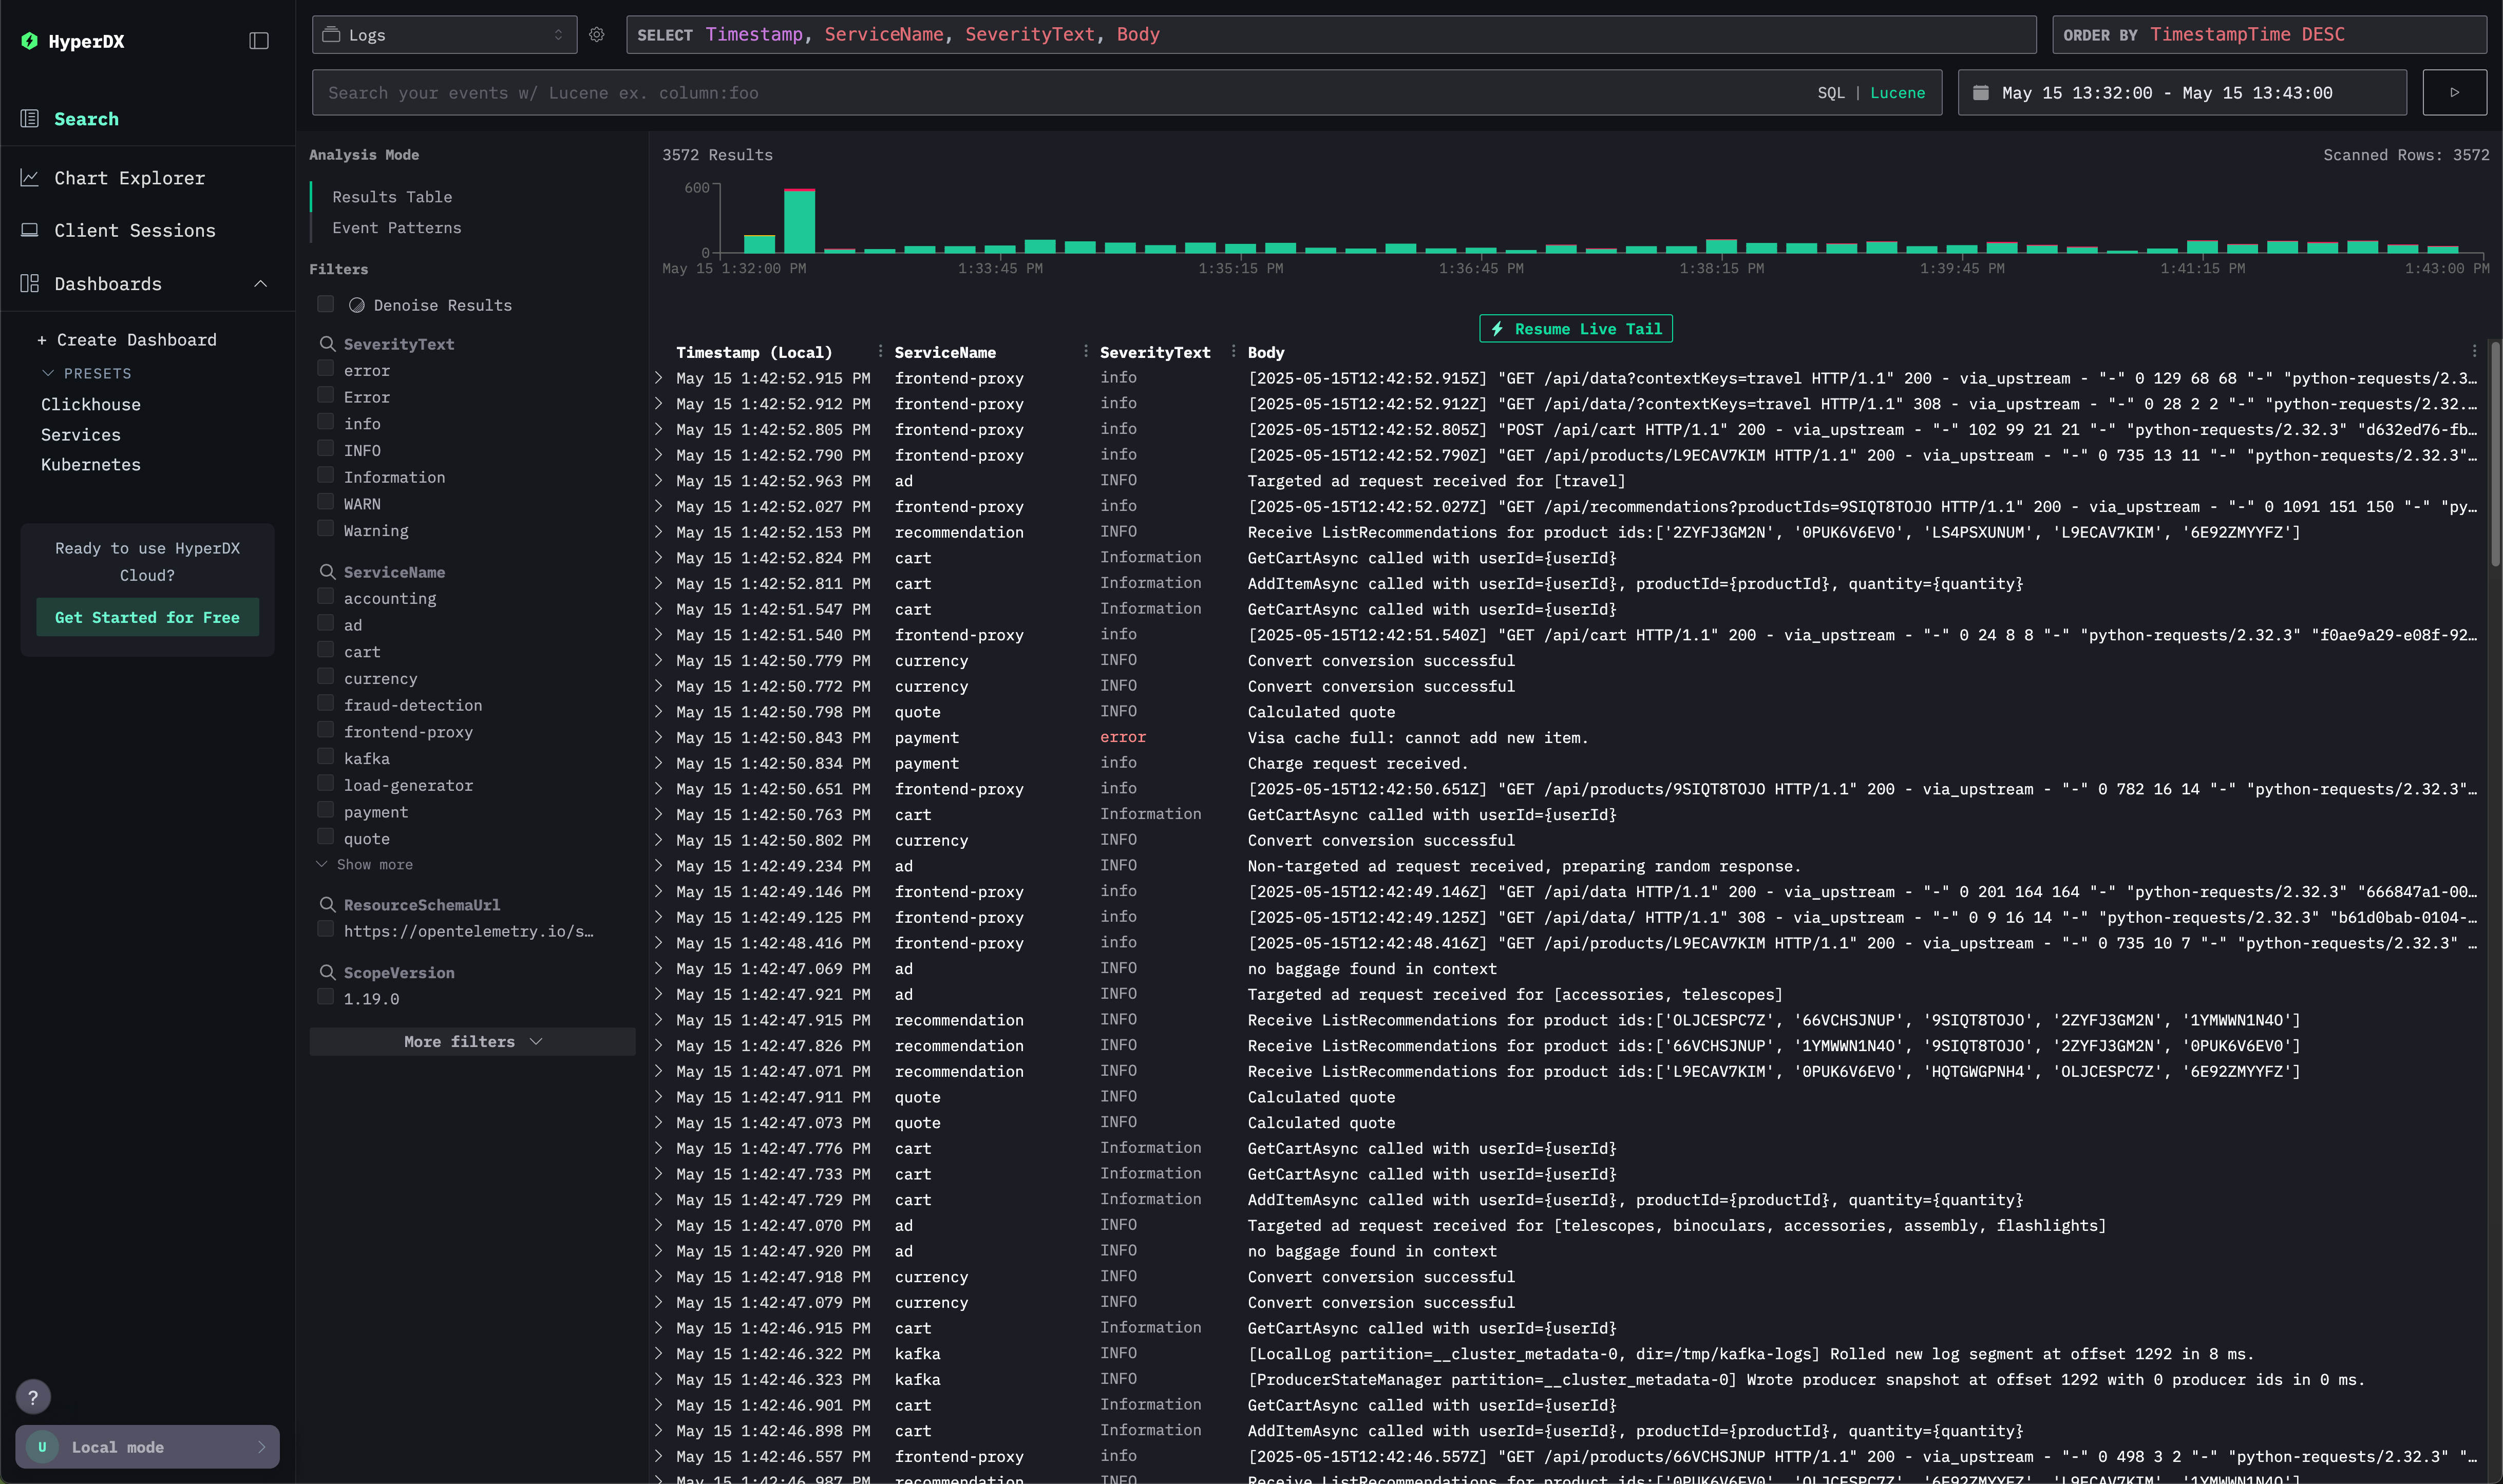 HyperDX
Search
Chart Explorer
Client Sessions
Dashboards
+ Create Dashboard
PRESETS
Clickhouse
Services
Kubernetes
Ready to use HyperDX
Cloud?
Get Started for Free
?
U Local mode
Logs
SELECT Timestamp, ServiceName, SeverityText, Body
ORDER BY TimestampTime DESC
Search your events w/ Lucene ex. column:foo
SQL | Lucene
May 15 13:32:00 - May 15 13:43:00
Analysis Mode
Results Table
Event Patterns
Filters
Denoise Results
SeverityText
error
Error
info
INFO
Information
WARN
Warning
ServiceName
accounting
ad
cart
currency
fraud-detection
frontend-proxy
kafka
load-generator
payment
quote
Show more
ResourceSchemaUrl
https://opentelemetry.io/s…
ScopeVersion
1.19.0
More filters
3572 Results
Scanned Rows: 3572
600
0
May 15 1:32:00 PM 1:33:45 PM 1:35:15 PM 1:36:45 PM 1:38:15 PM 1:39:45 PM 1:41:15 PM 1:43:00 PM
Resume Live Tail
Timestamp (Local) ServiceName SeverityText Body
May 15 1:42:52.915 PM frontend-proxy info [2025-05-15T12:42:52.915Z] "GET /api/data?contextKeys=travel HTTP/1.1" 200 - via_upstream - "-" 0 129 68 68 "-" "python-requests/2.3…
May 15 1:42:52.912 PM frontend-proxy info [2025-05-15T12:42:52.912Z] "GET /api/data/?contextKeys=travel HTTP/1.1" 308 - via_upstream - "-" 0 28 2 2 "-" "python-requests/2.32.…
May 15 1:42:52.805 PM frontend-proxy info [2025-05-15T12:42:52.805Z] "POST /api/cart HTTP/1.1" 200 - via_upstream - "-" 102 99 21 21 "-" "python-requests/2.32.3" "d632ed76-fb…
May 15 1:42:52.790 PM frontend-proxy info [2025-05-15T12:42:52.790Z] "GET /api/products/L9ECAV7KIM HTTP/1.1" 200 - via_upstream - "-" 0 735 13 11 "-" "python-requests/2.32.3"…
May 15 1:42:52.963 PM ad INFO Targeted ad request received for [travel]
May 15 1:42:52.027 PM frontend-proxy info [2025-05-15T12:42:52.027Z] "GET /api/recommendations?productIds=9SIQT8TOJO HTTP/1.1" 200 - via_upstream - "-" 0 1091 151 150 "-" "py…
May 15 1:42:52.153 PM recommendation INFO Receive ListRecommendations for product ids:['2ZYFJ3GM2N', '0PUK6V6EV0', 'LS4PSXUNUM', 'L9ECAV7KIM', '6E92ZMYYFZ']
May 15 1:42:52.824 PM cart Information GetCartAsync called with userId={userId}
May 15 1:42:52.811 PM cart Information AddItemAsync called with userId={userId}, productId={productId}, quantity={quantity}
May 15 1:42:51.547 PM cart Information GetCartAsync called with userId={userId}
May 15 1:42:51.540 PM frontend-proxy info [2025-05-15T12:42:51.540Z] "GET /api/cart HTTP/1.1" 200 - via_upstream - "-" 0 24 8 8 "-" "python-requests/2.32.3" "f0ae9a29-e08f-92…
May 15 1:42:50.779 PM currency INFO Convert conversion successful
May 15 1:42:50.772 PM currency INFO Convert conversion successful
May 15 1:42:50.798 PM quote INFO Calculated quote
May 15 1:42:50.843 PM payment error Visa cache full: cannot add new item.
May 15 1:42:50.834 PM payment info Charge request received.
May 15 1:42:50.651 PM frontend-proxy info [2025-05-15T12:42:50.651Z] "GET /api/products/9SIQT8TOJO HTTP/1.1" 200 - via_upstream - "-" 0 782 16 14 "-" "python-requests/2.32.3"…
May 15 1:42:50.763 PM cart Information GetCartAsync called with userId={userId}
May 15 1:42:50.802 PM currency INFO Convert conversion successful
May 15 1:42:49.234 PM ad INFO Non-targeted ad request received, preparing random response.
May 15 1:42:49.146 PM frontend-proxy info [2025-05-15T12:42:49.146Z] "GET /api/data HTTP/1.1" 200 - via_upstream - "-" 0 201 164 164 "-" "python-requests/2.32.3" "666847a1-00…
May 15 1:42:49.125 PM frontend-proxy info [2025-05-15T12:42:49.125Z] "GET /api/data/ HTTP/1.1" 308 - via_upstream - "-" 0 9 16 14 "-" "python-requests/2.32.3" "b61d0bab-0104-…
May 15 1:42:48.416 PM frontend-proxy info [2025-05-15T12:42:48.416Z] "GET /api/products/L9ECAV7KIM HTTP/1.1" 200 - via_upstream - "-" 0 735 10 7 "-" "python-requests/2.32.3" …
May 15 1:42:47.069 PM ad INFO no baggage found in context
May 15 1:42:47.921 PM ad INFO Targeted ad request received for [accessories, telescopes]
May 15 1:42:47.915 PM recommendation INFO Receive ListRecommendations for product ids:['OLJCESPC7Z', '66VCHSJNUP', '9SIQT8TOJO', '2ZYFJ3GM2N', '1YMWWN1N4O']
May 15 1:42:47.826 PM recommendation INFO Receive ListRecommendations for product ids:['66VCHSJNUP', '1YMWWN1N4O', '9SIQT8TOJO', '2ZYFJ3GM2N', '0PUK6V6EV0']
May 15 1:42:47.071 PM recommendation INFO Receive ListRecommendations for product ids:['L9ECAV7KIM', '0PUK6V6EV0', 'HQTGWGPNH4', 'OLJCESPC7Z', '6E92ZMYYFZ']
May 15 1:42:47.911 PM quote INFO Calculated quote
May 15 1:42:47.073 PM quote INFO Calculated quote
May 15 1:42:47.776 PM cart Information GetCartAsync called with userId={userId}
May 15 1:42:47.733 PM cart Information GetCartAsync called with userId={userId}
May 15 1:42:47.729 PM cart Information AddItemAsync called with userId={userId}, productId={productId}, quantity={quantity}
May 15 1:42:47.070 PM ad INFO Targeted ad request received for [telescopes, binoculars, accessories, assembly, flashlights]
May 15 1:42:47.920 PM ad INFO no baggage found in context
May 15 1:42:47.918 PM currency INFO Convert conversion successful
May 15 1:42:47.079 PM currency INFO Convert conversion successful
May 15 1:42:46.915 PM cart Information GetCartAsync called with userId={userId}
May 15 1:42:46.322 PM kafka INFO [LocalLog partition=__cluster_metadata-0, dir=/tmp/kafka-logs] Rolled new log segment at offset 1292 in 8 ms.
May 15 1:42:46.323 PM kafka INFO [ProducerStateManager partition=__cluster_metadata-0] Wrote producer snapshot at offset 1292 with 0 producer ids in 0 ms.
May 15 1:42:46.901 PM cart Information GetCartAsync called with userId={userId}
May 15 1:42:46.898 PM cart Information AddItemAsync called with userId={userId}, productId={productId}, quantity={quantity}
May 15 1:42:46.557 PM frontend-proxy info [2025-05-15T12:42:46.557Z] "GET /api/products/66VCHSJNUP HTTP/1.1" 200 - via_upstream - "-" 0 498 3 2 "-" "python-requests/2.32.3" "…
May 15 1:42:46.987 PM recommendation INFO Receive ListRecommendations for product ids:['0PUK6V6EV0', 'OLJCESPC7Z', '6E92ZMYYFZ', 'L9ECAV7KIM', '1YMWWN1N4O']